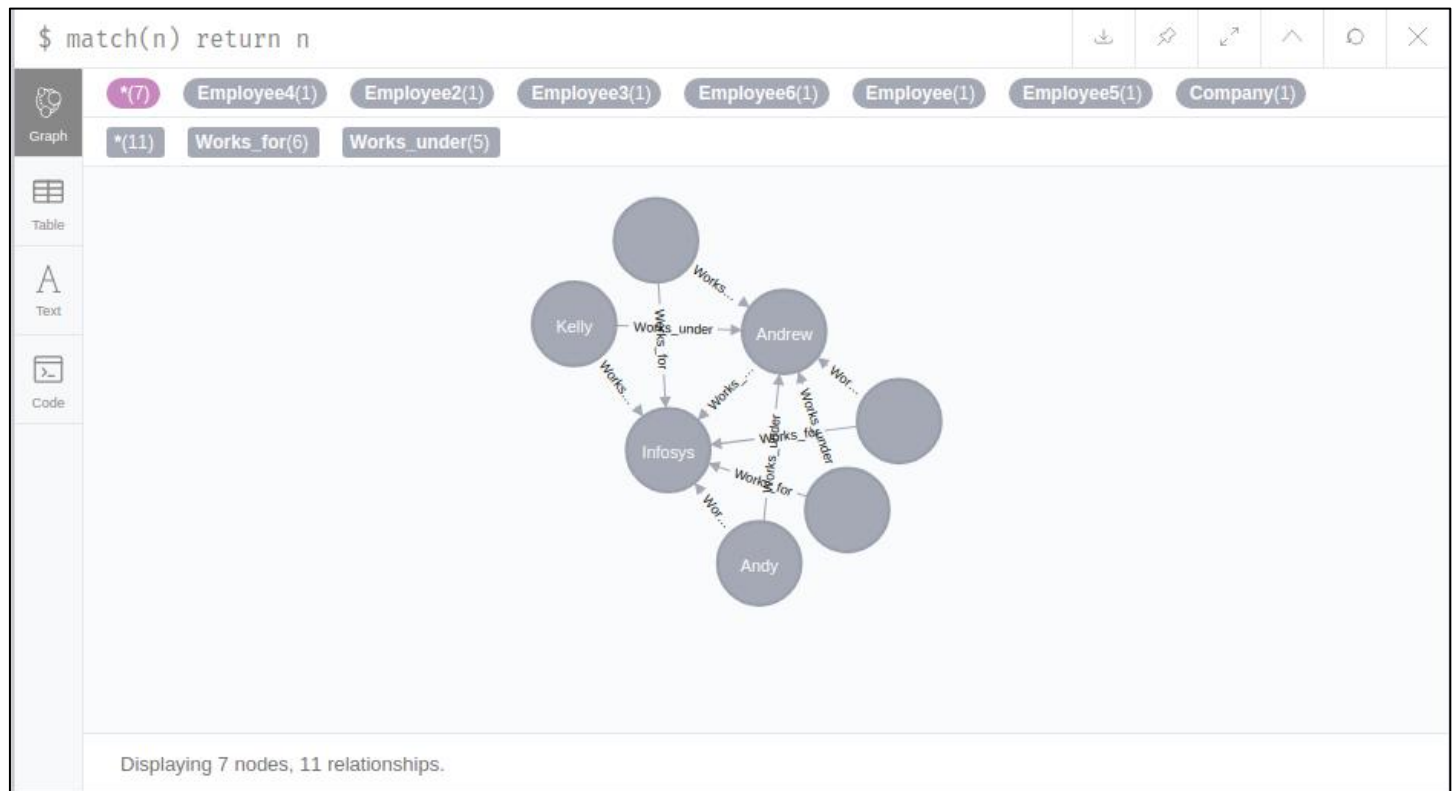 $ match(n) return n
*(7) Employee4(1) Employee2(1) Employee3(1) Employee6(1) Employee(1) Employee5(1) Company(1)
Graph
*(11) Works_for(6) Works_under(5)
Table
Text
Code
Works...
Kelly
Works_under
Works_for
Andrew
Works...
Works_...
Wor...
Works_under
Works_for
Infosys
Works_under
Works_for
Wor...
Andy
Displaying 7 nodes, 11 relationships.